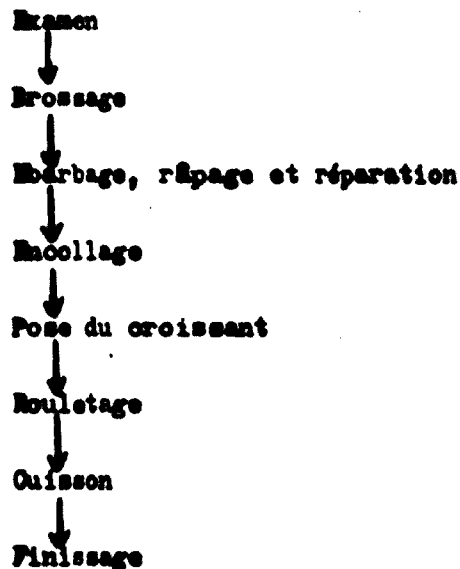 Examen
Brossage
Ebarbage, râpage et réparation
Encollage
Pose du croissant
Rouletage
Cuisson
Finissage